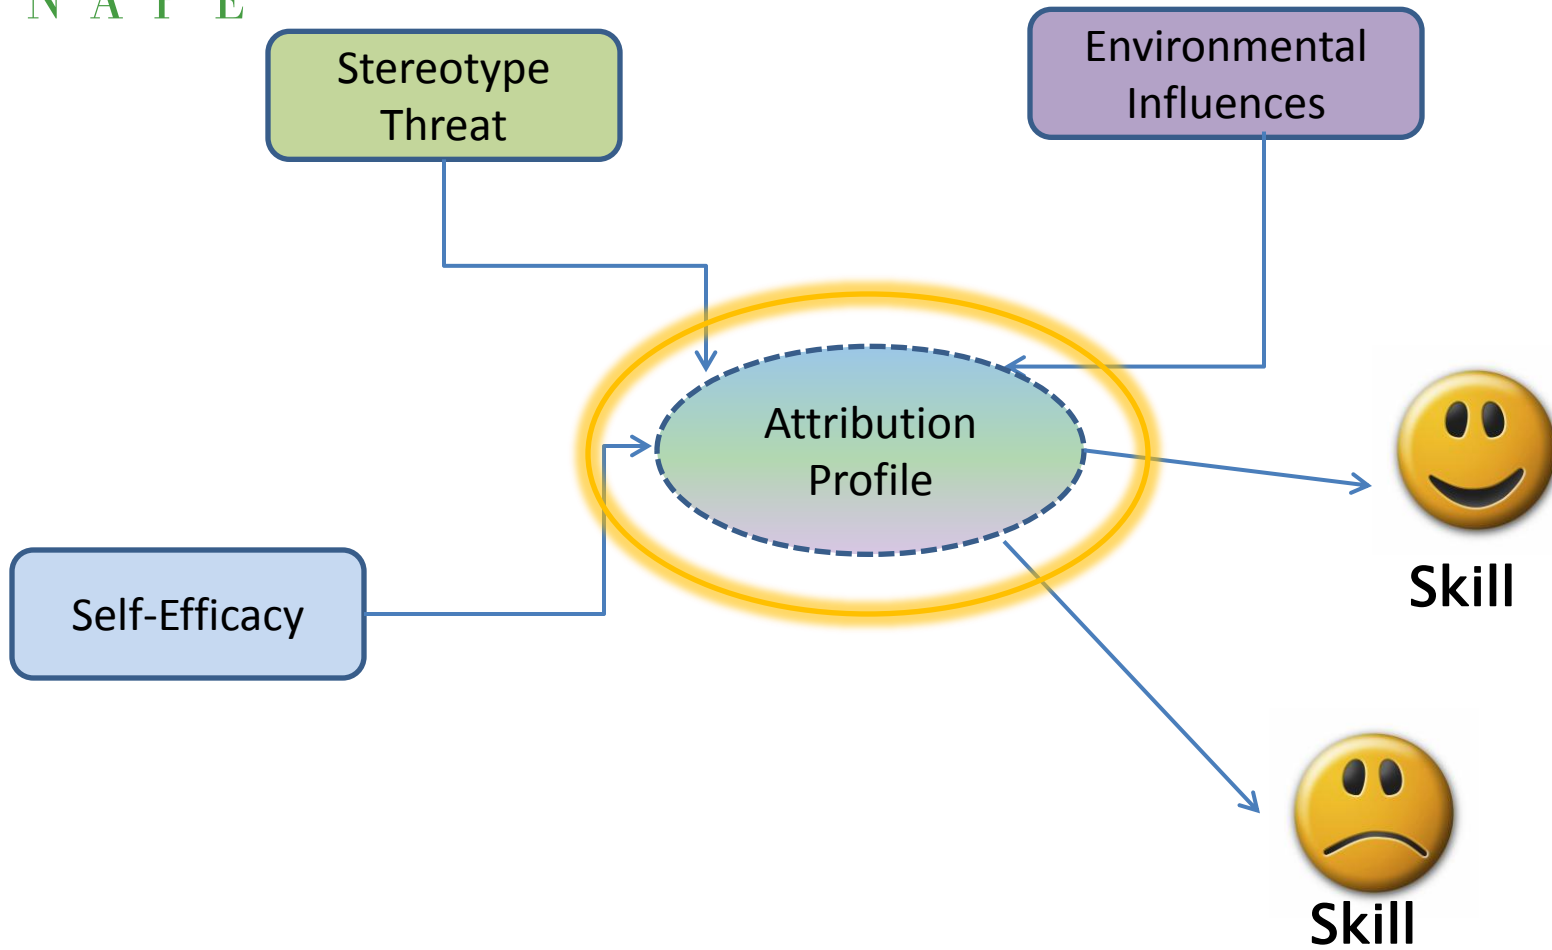 N A T E
Stereotype
Threat
Environmental
Influences
Attribution
Profile
Self-Efficacy
Skill
Skill